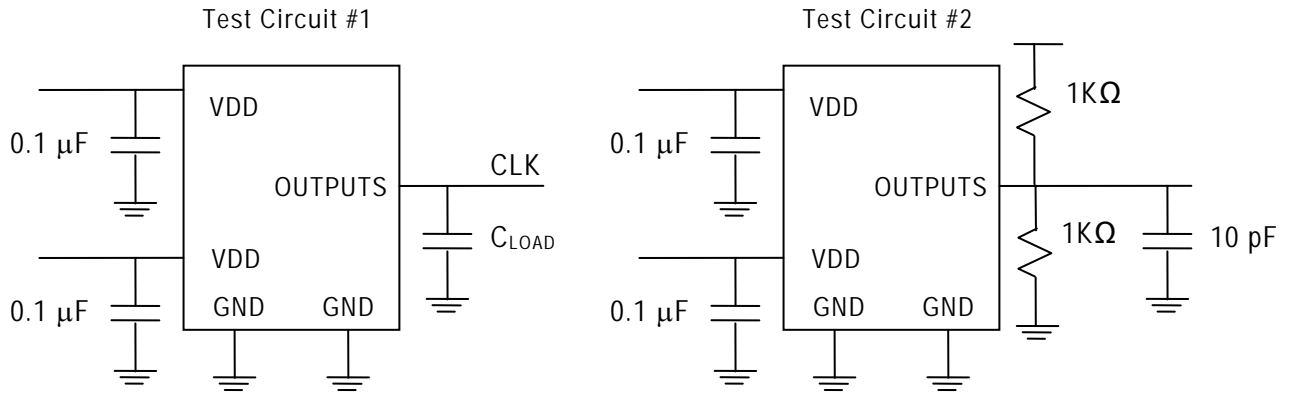 Test Circuit #1
VDD
0.1 µF
CLK
OUTPUTS
C_LOAD
VDD
0.1 µF
GND GND
Test Circuit #2
1KΩ
VDD
0.1 µF
OUTPUTS
1KΩ
10 pF
VDD
0.1 µF
GND GND